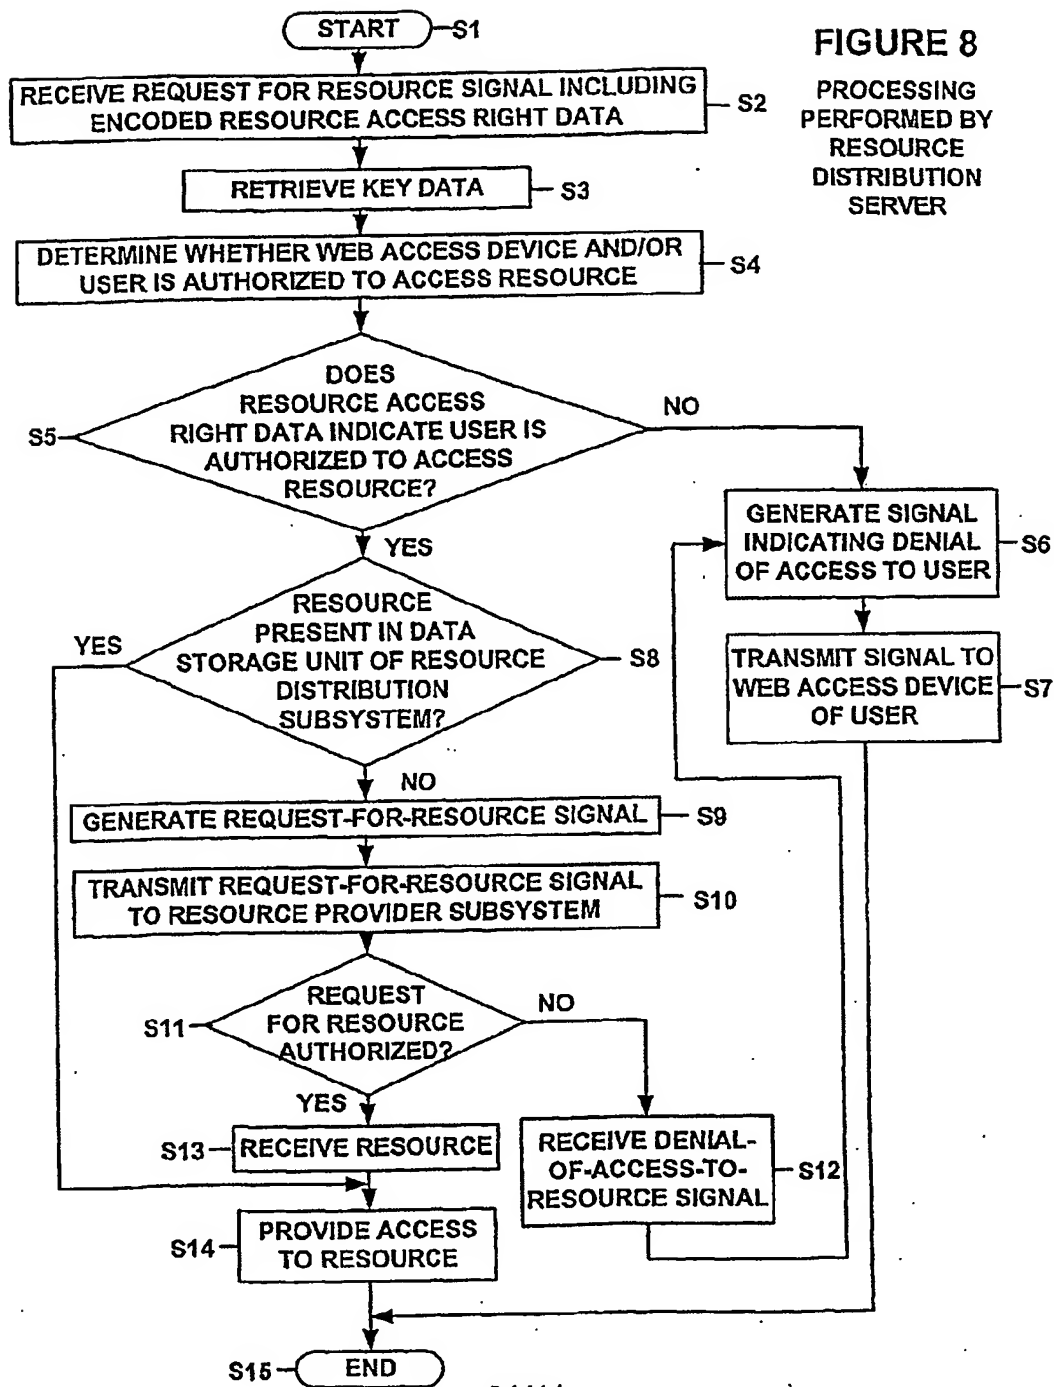 START
S1
FIGURE 8
PROCESSING
PERFORMED BY
RESOURCE
DISTRIBUTION
SERVER
RECEIVE REQUEST FOR RESOURCE SIGNAL INCLUDING
ENCODED RESOURCE ACCESS RIGHT DATA
S2
RETRIEVE KEY DATA
S3
DETERMINE WHETHER WEB ACCESS DEVICE AND/OR
USER IS AUTHORIZED TO ACCESS RESOURCE
S4
DOES
RESOURCE ACCESS
RIGHT DATA INDICATE USER IS
AUTHORIZED TO ACCESS
RESOURCE?
S5
NO
YES
GENERATE SIGNAL
INDICATING DENIAL
OF ACCESS TO USER
S6
TRANSMIT SIGNAL TO
WEB ACCESS DEVICE
OF USER
S7
RESOURCE
PRESENT IN DATA
STORAGE UNIT OF RESOURCE
DISTRIBUTION
SUBSYSTEM?
S8
YES
NO
GENERATE REQUEST-FOR-RESOURCE SIGNAL
S9
TRANSMIT REQUEST-FOR-RESOURCE SIGNAL
TO RESOURCE PROVIDER SUBSYSTEM
S10
REQUEST
FOR RESOURCE
AUTHORIZED?
S11
NO
YES
RECEIVE DENIAL-
OF-ACCESS-TO-
RESOURCE SIGNAL
S12
S13
RECEIVE RESOURCE
S14
PROVIDE ACCESS
TO RESOURCE
S15
END